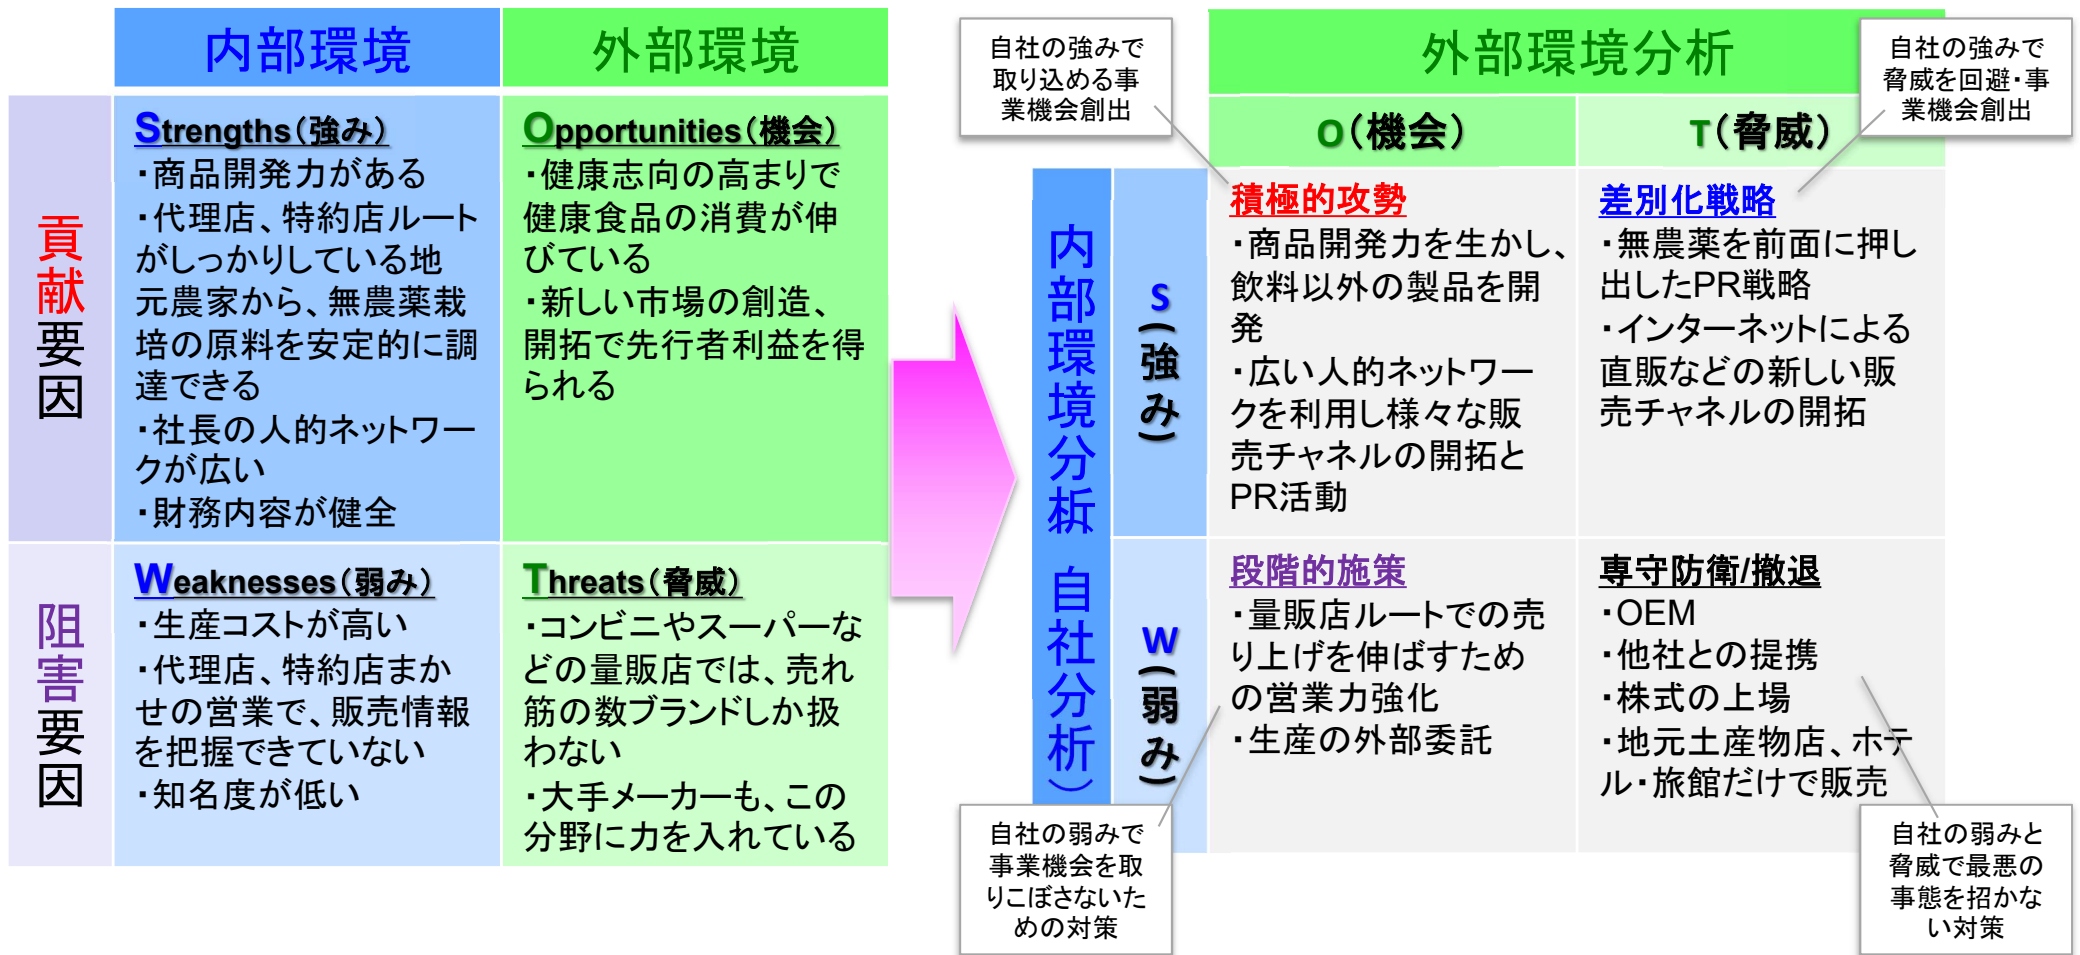 内部環境
外部環境
貢献要因
Strengths（強み）
・商品開発力がある
・代理店、特約店ルート
がしっかりしている地
元農家から、無農薬栽
培の原料を安定的に調
達できる
・社長の人的ネットワー
クが広い
・財務内容が健全
Opportunities（機会）
・健康志向の高まりで
健康食品の消費が伸
びている
・新しい市場の創造、
開拓で先行者利益を得
られる
阻害要因
Weaknesses（弱み）
・生産コストが高い
・代理店、特約店まか
せの営業で、販売情報
を把握できていない
・知名度が低い
Threats（脅威）
・コンビニやスーパーな
どの量販店では、売れ
筋の数ブランドしか扱
わない
・大手メーカーも、この
分野に力を入れている
自社の強みで
取り込める事
業機会創出
外部環境分析
自社の強みで
脅威を回避・事
業機会創出
O（機会）
T（脅威）
内部環境分析 自社分析）
S（強み）
積極的攻勢
・商品開発力を生かし、
飲料以外の製品を開
発
・広い人的ネットワー
クを利用し様々な販
売チャネルの開拓と
PR活動
差別化戦略
・無農薬を前面に押し
出したPR戦略
・インターネットによる
直販などの新しい販
売チャネルの開拓
W（弱み）
段階的施策
・量販店ルートでの売
り上げを伸ばすため
の営業力強化
・生産の外部委託
専守防衛/撤退
・OEM
・他社との提携
・株式の上場
・地元土産物店、ホテ
ル・旅館だけで販売
自社の弱みで
事業機会を取
りこぼさないた
めの対策
自社の弱みと
脅威で最悪の
事態を招かな
い対策